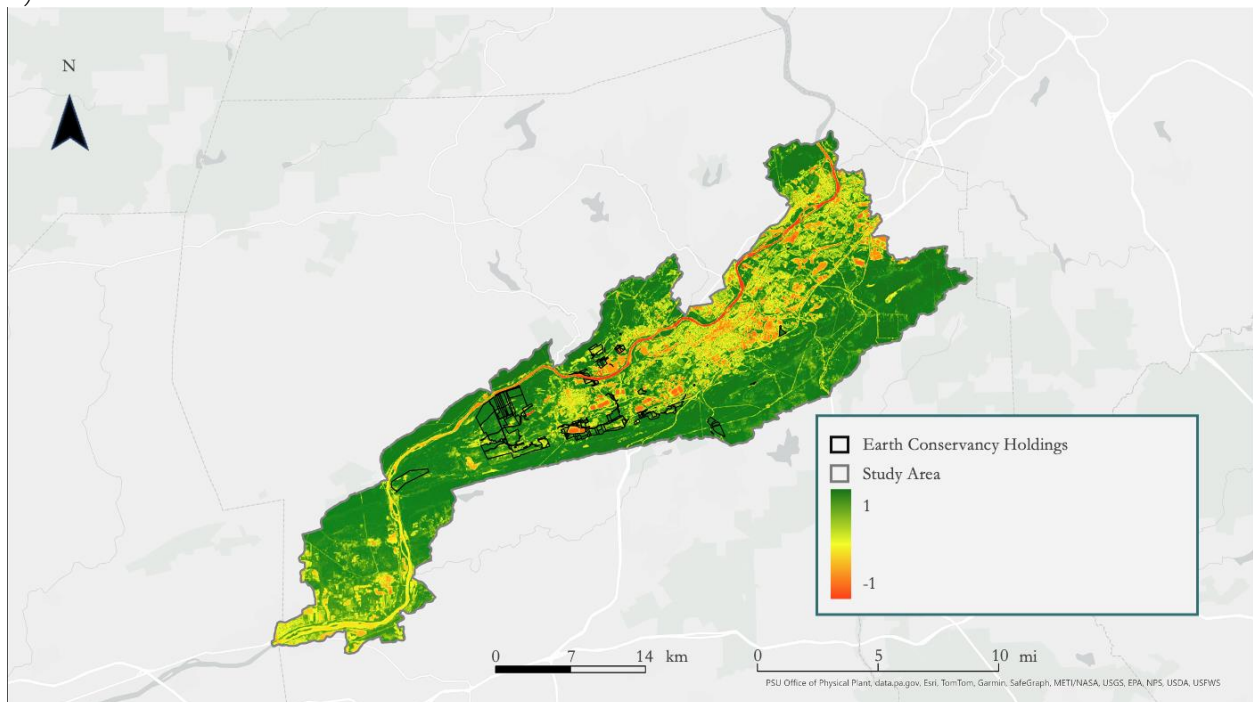 N
Earth Conservancy Holdings
Study Area
1
-1
0 7 14 km
0 5 10 mi
PSU Office of Physical Plant, data.pa.gov, Esri, TomTom, Garmin, SafeGraph, METI/NASA, USGS, EPA, NPS, USDA, USFWS